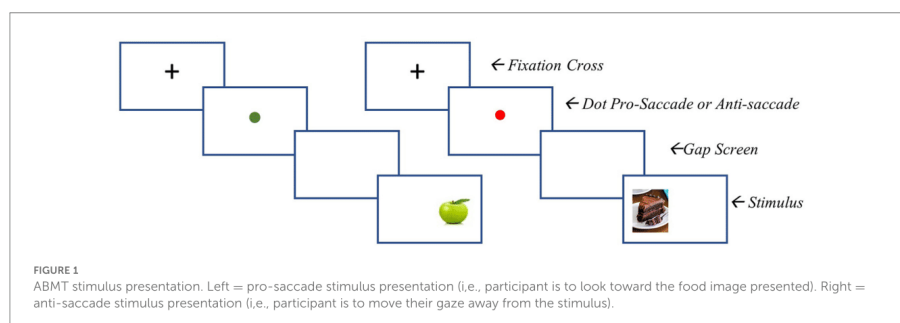 ← Fixation Cross
← Dot Pro-Saccade or Anti-saccade
←Gap Screen
← Stimulus
FIGURE 1
ABMT stimulus presentation. Left = pro-saccade stimulus presentation (i,e., participant is to look toward the food image presented). Right =
anti-saccade stimulus presentation (i,e., participant is to move their gaze away from the stimulus).